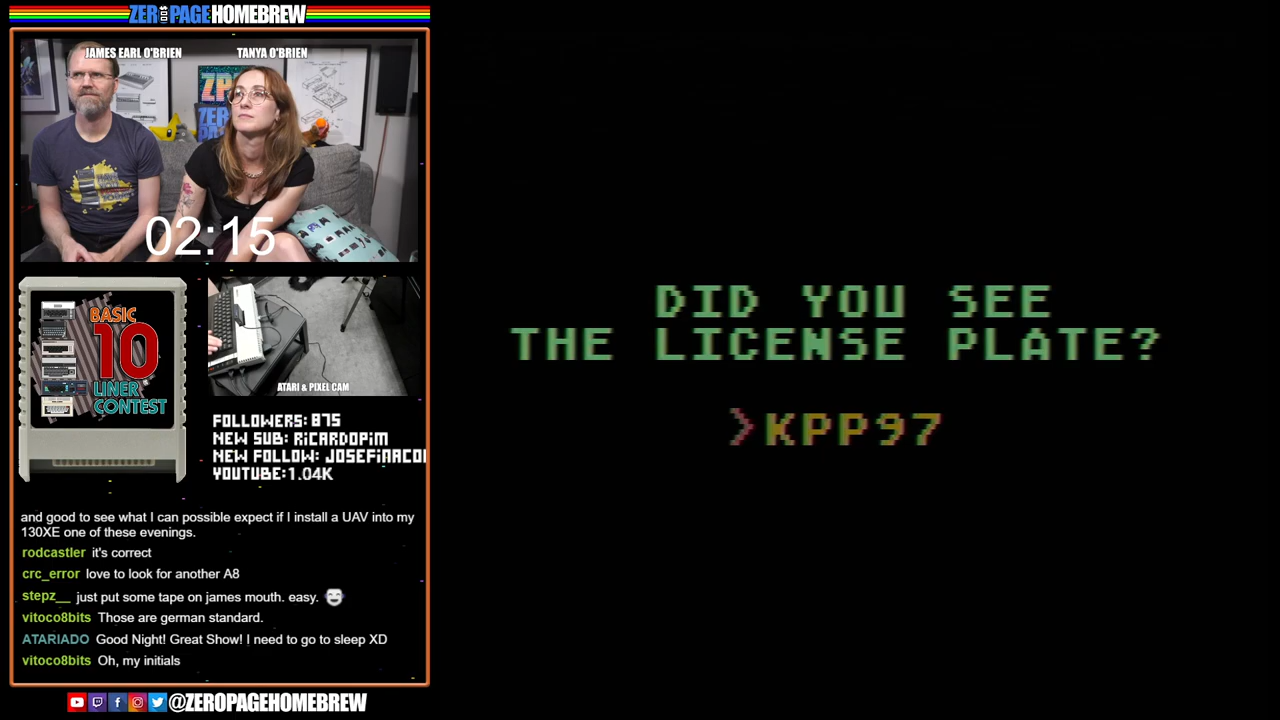 ZERO PAGE HOMEBREW
JAMES EARL O'BRIEN
TANYA O'BRIEN
ZP
ZERO
PAGE
02:15
BASIC
10
LINER
CONTEST
ATARI & PIXEL CAM
FOLLOWERS: 875
NEW SUB: RICARDOPIM
NEW FOLLOW: JOSEFINACO
YOUTUBE:1.04K
and good to see what I can possible expect if I install a UAV into my
130XE one of these evenings.
rodcastler it's correct
crc_error love to look for another A8
stepz__ just put some tape on james mouth. easy.
vitoco8bits Those are german standard.
ATARIADO Good Night! Great Show! I need to go to sleep XD
vitoco8bits Oh, my initials
@ZEROPAGEHOMEBREW
DID YOU SEE
THE LICENSE PLATE?
>KPP97